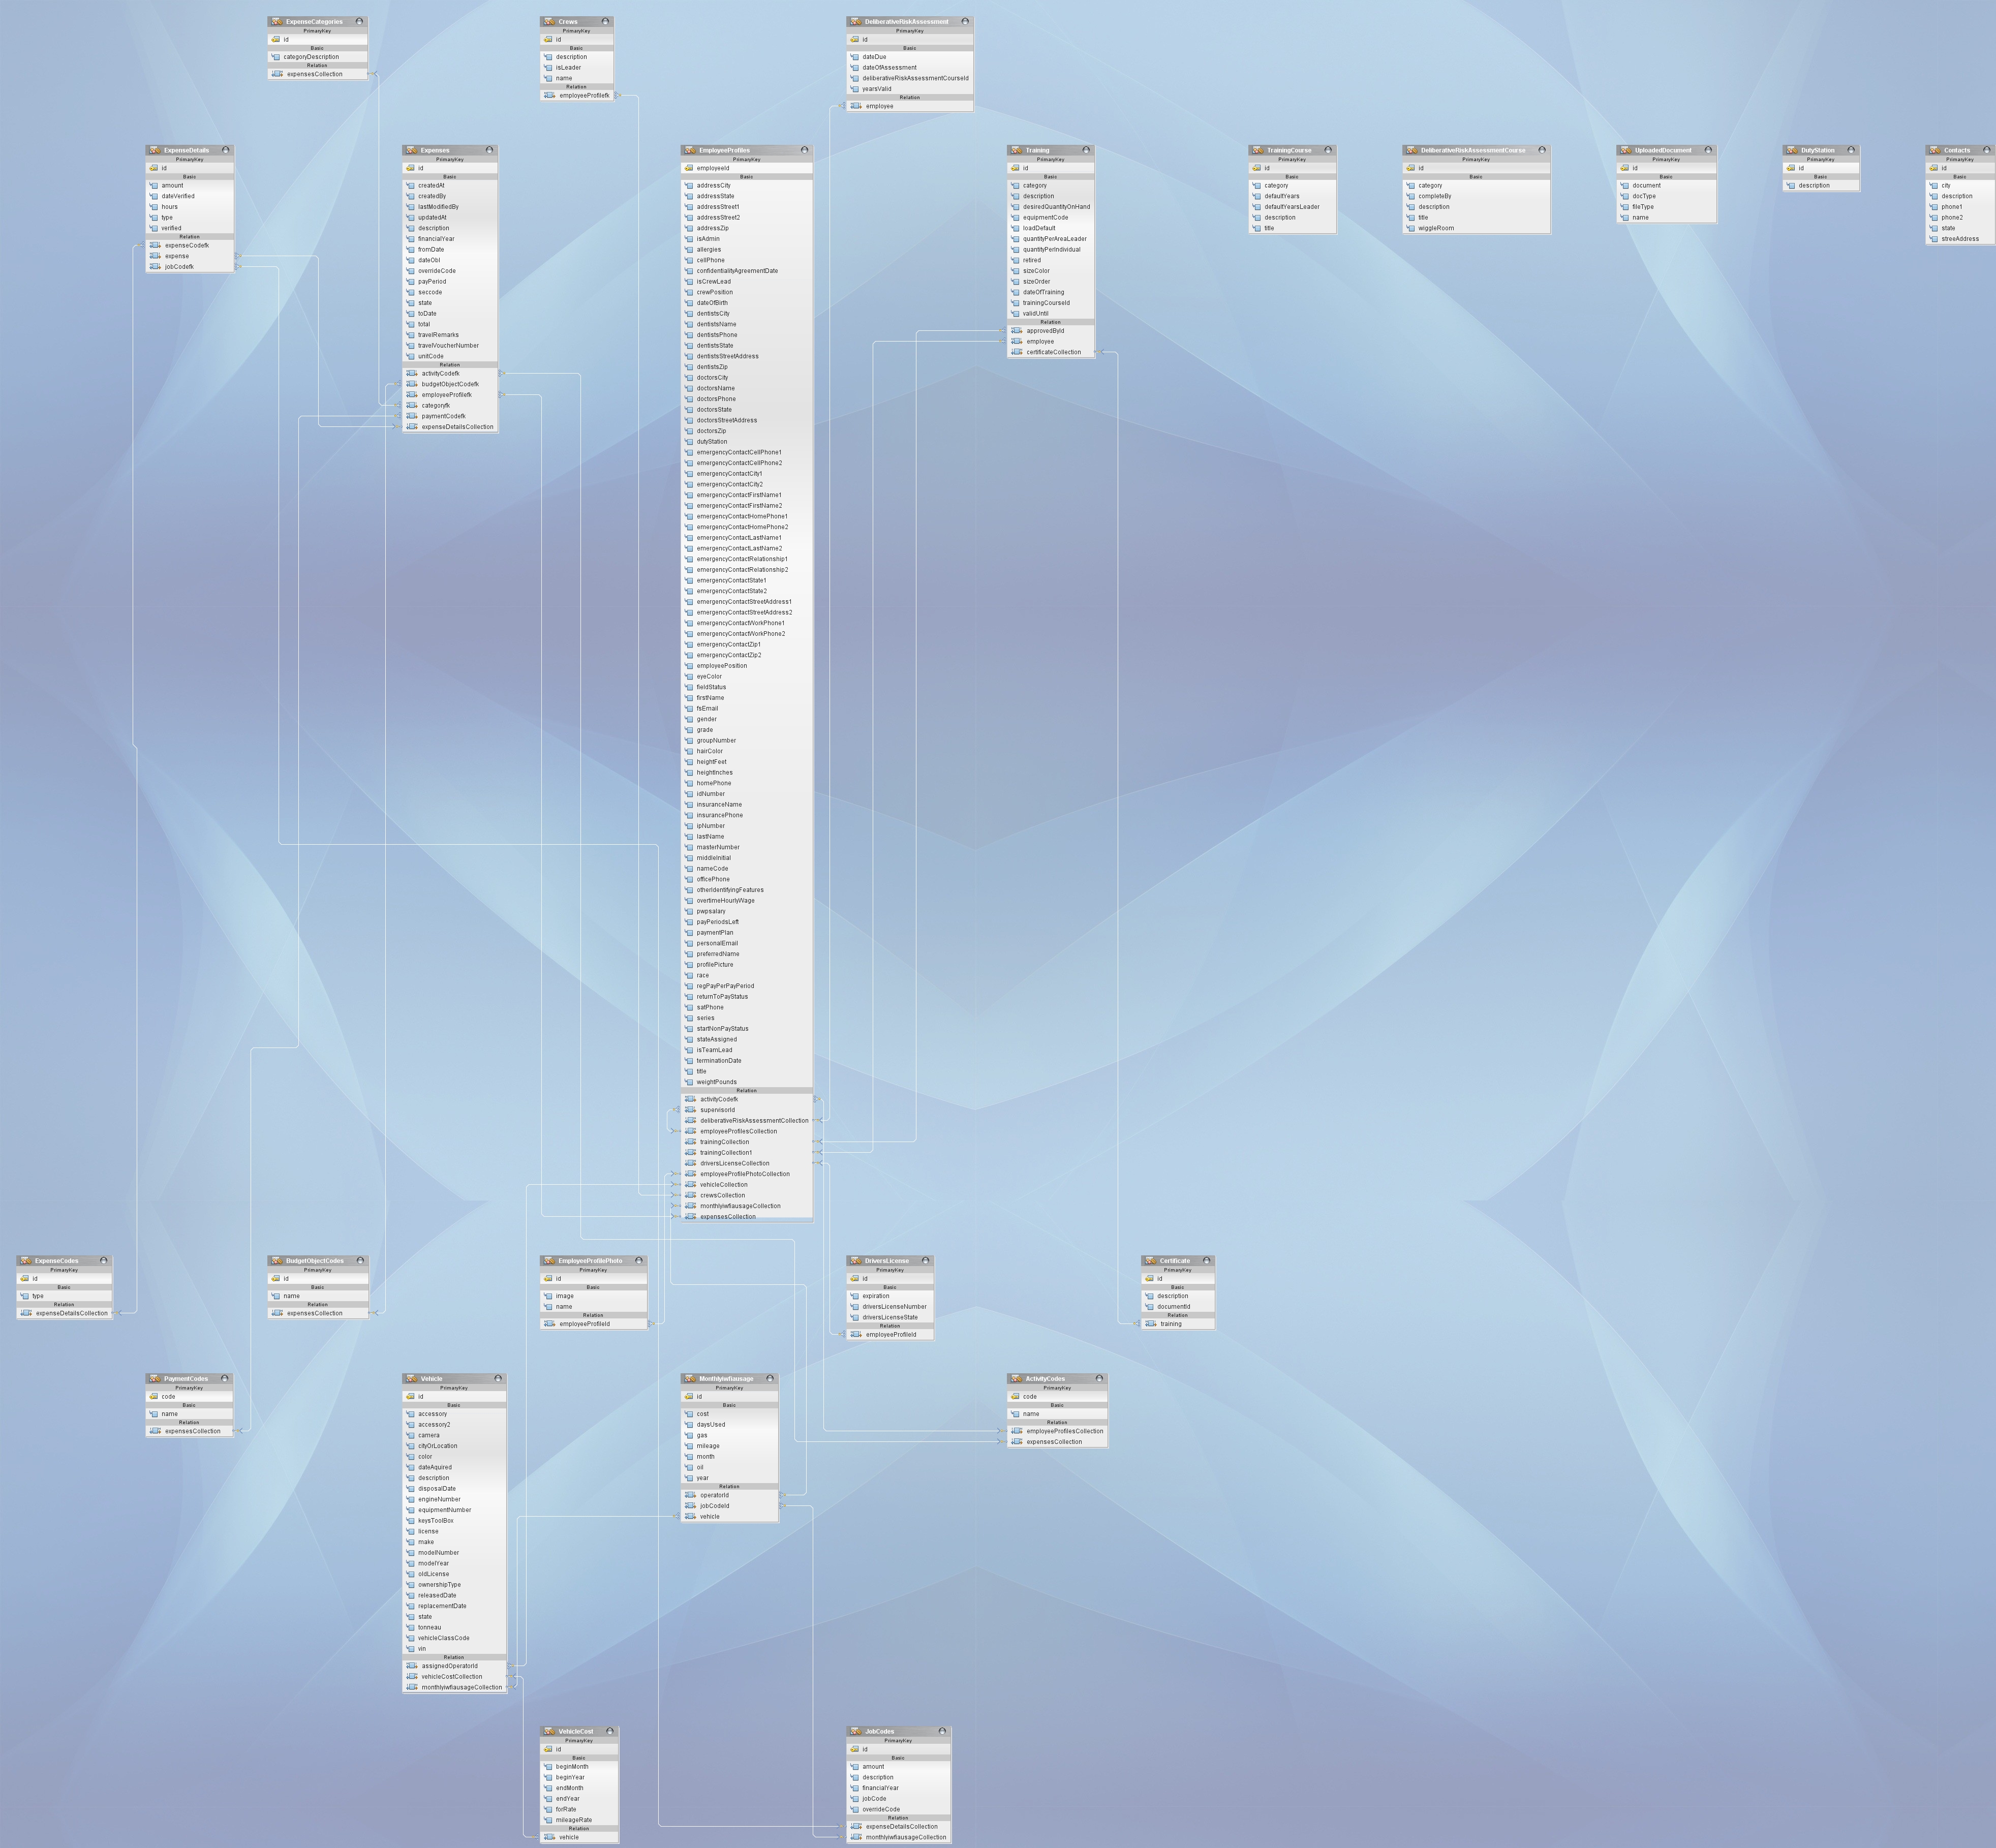 ExpenseCategories
PrimaryKey
id
Basic
categoryDescription
Relation
expensesCollection
Crews
PrimaryKey
id
Basic
description
isLeader
name
Relation
employeeProfilefk
DeliberativeRiskAssessment
PrimaryKey
id
Basic
dateDue
dateOfAssessment
deliberativeRiskAssessmentCourseId
yearsValid
Relation
employee
ExpenseDetails
PrimaryKey
id
Basic
amount
dateVerified
hours
type
verified
Relation
expenseCodefk
expense
jobCodefk
Expenses
PrimaryKey
id
Basic
createdAt
createdBy
lastModifiedBy
updatedAt
description
financialYear
fromDate
dateObl
overrideCode
payPeriod
seccode
state
toDate
total
travelRemarks
travelVoucherNumber
unitCode
Relation
activityCodefk
budgetObjectCodefk
employeeProfilefk
categoryfk
paymentCodefk
expenseDetailsCollection
EmployeeProfiles
PrimaryKey
employeeId
Basic
addressCity
addressState
addressStreet1
addressStreet2
addressZip
isAdmin
allergies
cellPhone
confidentialityAgreementDate
isCrewLead
crewPosition
dateOfBirth
dentistsCity
dentistsName
dentistsPhone
dentistsState
dentistsStreetAddress
dentistsZip
doctorsCity
doctorsName
doctorsPhone
doctorsState
doctorsStreetAddress
doctorsZip
dutyStation
emergencyContactCellPhone1
emergencyContactCellPhone2
emergencyContactCity1
emergencyContactCity2
emergencyContactFirstName1
emergencyContactFirstName2
emergencyContactHomePhone1
emergencyContactHomePhone2
emergencyContactLastName1
emergencyContactLastName2
emergencyContactRelationship1
emergencyContactRelationship2
emergencyContactState1
emergencyContactState2
emergencyContactStreetAddress1
emergencyContactStreetAddress2
emergencyContactWorkPhone1
emergencyContactWorkPhone2
emergencyContactZip1
emergencyContactZip2
employeePosition
eyeColor
fieldStatus
firstName
fsEmail
gender
grade
groupNumber
hairColor
heightFeet
heightInches
homePhone
idNumber
insuranceName
insurancePhone
ipNumber
lastName
masterNumber
middleInitial
nameCode
officePhone
otherIdentifyingFeatures
overtimeHourlyWage
pwpsalary
payPeriodsLeft
paymentPlan
personalEmail
preferredName
profilePicture
race
regPayPerPayPeriod
returnToPayStatus
satPhone
series
startNonPayStatus
stateAssigned
isTeamLead
terminationDate
title
weightPounds
Relation
activityCodefk
supervisorId
deliberativeRiskAssessmentCollection
employeeProfilesCollection
trainingCollection
trainingCollection1
driversLicenseCollection
employeeProfilePhotoCollection
vehicleCollection
crewsCollection
monthlyiwfiausageCollection
expensesCollection
Training
PrimaryKey
id
Basic
category
description
desiredQuantityOnHand
equipmentCode
loadDefault
quantityPerAreaLeader
quantityPerIndividual
retired
sizeColor
sizeOrder
dateOfTraining
trainingCourseId
validUntil
Relation
approvedById
employee
certificateCollection
TrainingCourse
PrimaryKey
id
Basic
category
defaultYears
defaultYearsLeader
description
title
DeliberativeRiskAssessmentCourse
PrimaryKey
id
Basic
category
completeBy
description
title
wiggleRoom
UploadedDocument
PrimaryKey
id
Basic
document
docType
fileType
name
DutyStation
PrimaryKey
id
Basic
description
Contacts
PrimaryKey
id
Basic
city
description
phone1
phone2
state
streeAddress
ExpenseCodes
PrimaryKey
id
Basic
type
Relation
expenseDetailsCollection
BudgetObjectCodes
PrimaryKey
id
Basic
name
Relation
expensesCollection
EmployeeProfilePhoto
PrimaryKey
id
Basic
image
name
Relation
employeeProfileId
DriversLicense
PrimaryKey
id
Basic
expiration
driversLicenseNumber
driversLicenseState
Relation
employeeProfileId
Certificate
PrimaryKey
id
Basic
description
documentId
Relation
training
PaymentCodes
PrimaryKey
code
Basic
name
Relation
expensesCollection
Vehicle
PrimaryKey
id
Basic
accessory
accessory2
camera
cityOrLocation
color
dateAquired
description
disposalDate
engineNumber
equipmentNumber
keysToolBox
license
make
modelNumber
modelYear
oldLicense
ownershipType
releasedDate
replacementDate
state
tonneau
vehicleClassCode
vin
Relation
assignedOperatorId
vehicleCostCollection
monthlyiwfiausageCollection
Monthlyiwfiausage
PrimaryKey
id
Basic
cost
daysUsed
gas
mileage
month
oil
year
Relation
operatorId
jobCodeId
vehicle
ActivityCodes
PrimaryKey
code
Basic
name
Relation
employeeProfilesCollection
expensesCollection
VehicleCost
PrimaryKey
id
Basic
beginMonth
beginYear
endMonth
endYear
forRate
mileageRate
Relation
vehicle
JobCodes
PrimaryKey
id
Basic
amount
description
financialYear
jobCode
overrideCode
Relation
expenseDetailsCollection
monthlyiwfiausageCollection